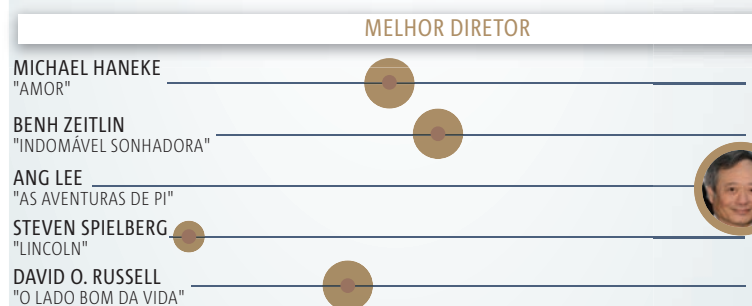 MELHOR DIRETOR
MICHAEL HANEKE
"AMOR"
BENH ZEITLIN
"INDOMÁVEL SONHADORA"
ANG LEE
"AS AVENTURAS DE PI"
STEVEN SPIELBERG
"LINCOLN"
DAVID O. RUSSELL
"O LADO BOM DA VIDA"